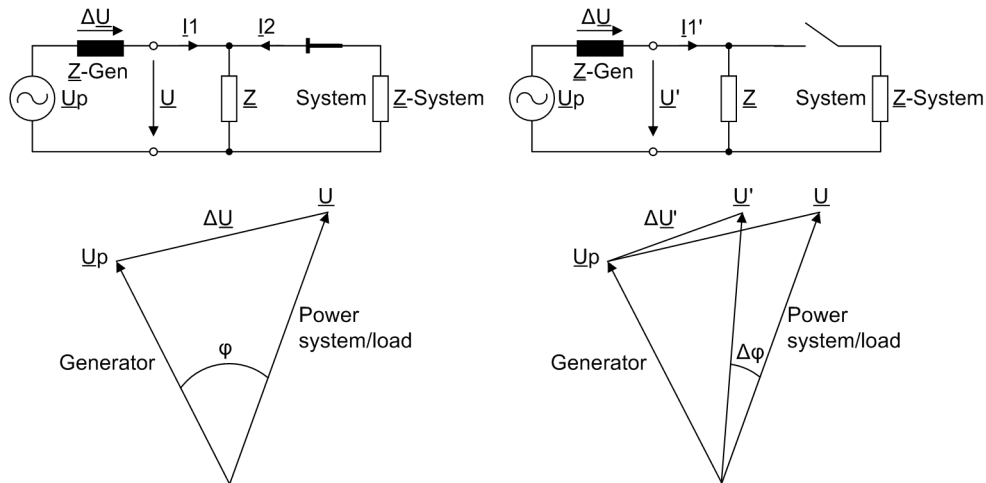 ΔU
I1
I2
Z-Gen
Up
U
Z
System
Z-System
ΔU
I1'
Z-Gen
Up
U'
Z
System
Z-System
U
ΔU
Up
Power
system/load
Generator
φ
U'
U
ΔU'
Up
Power
system/load
Generator
Δφ